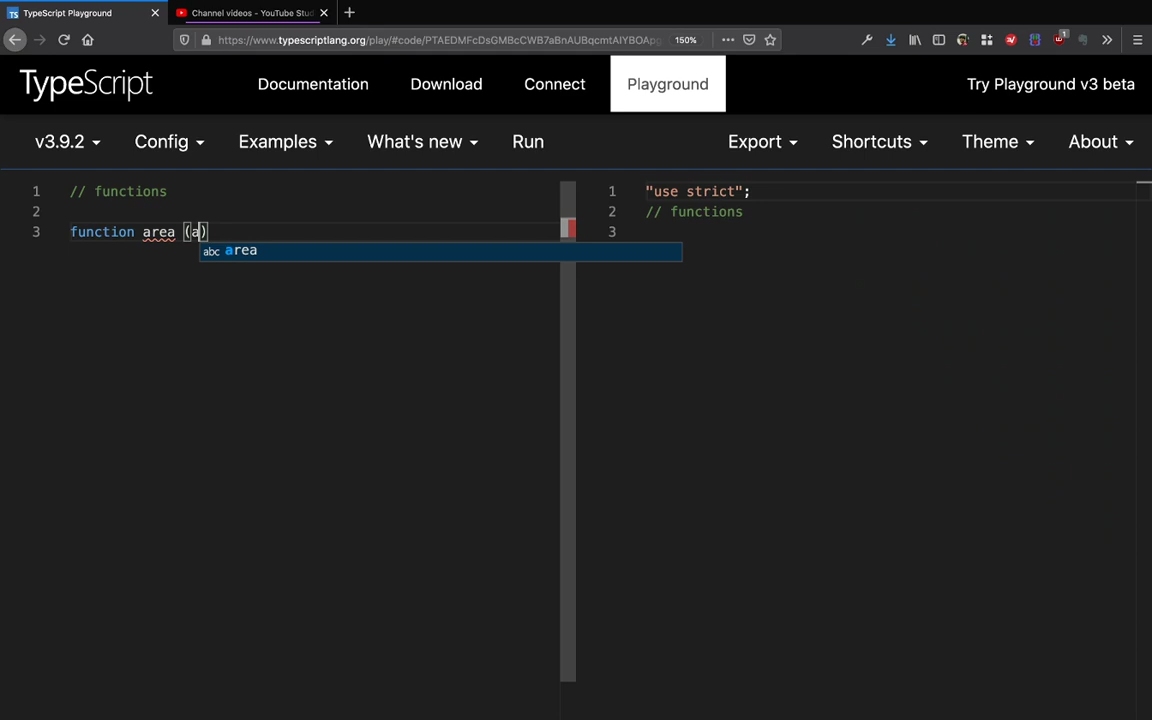 TypeScript Playground
Channel videos - YouTube Stud
https://www.typescriptlang.org/play/#code/PTAEDMFcDsGMBcCWB7aBnAUBqcmtAIYBOApg
150%
1
TypeScript
Documentation
Download
Connect
Playground
Try Playground v3 beta
v3.9.2
Config
Examples
What's new
Run
Export
Shortcuts
Theme
About
1 // functions
2
3 function area (a)
abc area
1 "use strict";
2 // functions
3